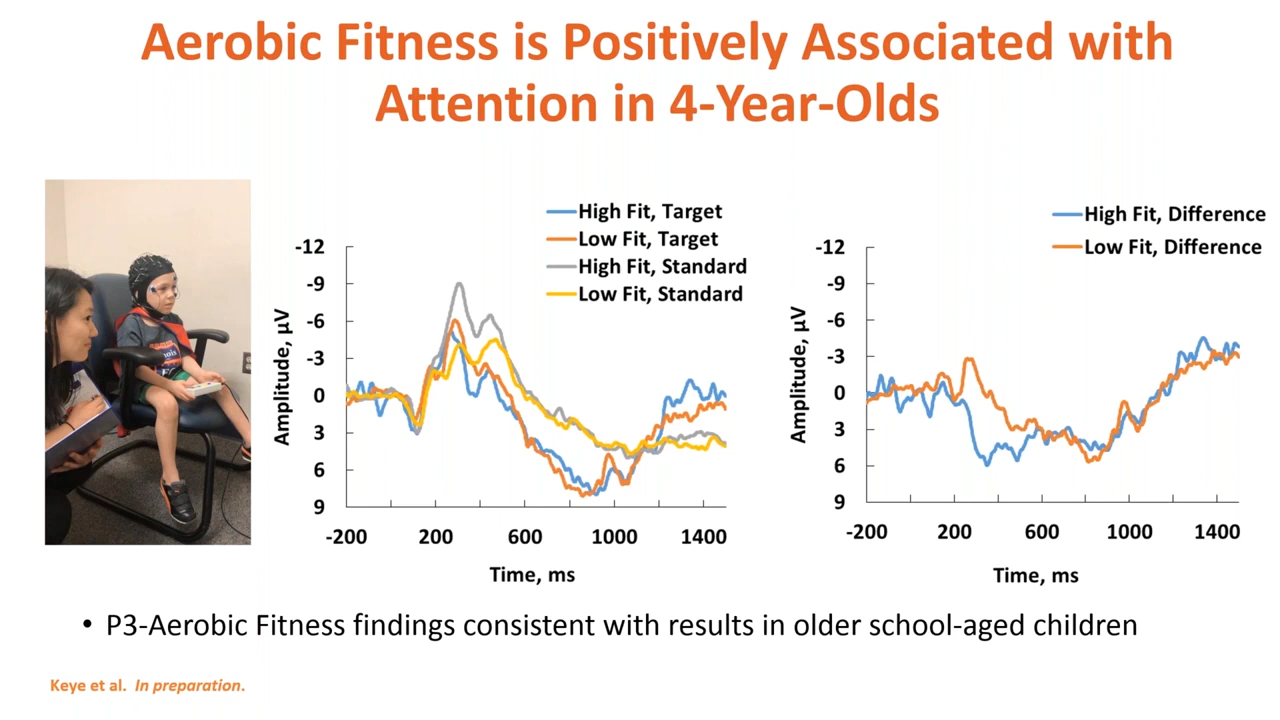 Aerobic Fitness is Positively Associated with
Attention in 4-Year-Olds
High Fit, Target
Low Fit, Target
High Fit, Standard
Low Fit, Standard
-12
-9
-6
-3
0
3
6
9
Amplitude, µV
-200
200
600
1000
1400
Time, ms
High Fit, Difference
Low Fit, Difference
-12
-9
-6
-3
0
3
6
9
Amplitude, µV
-200
200
600
1000
1400
Time, ms
• P3-Aerobic Fitness findings consistent with results in older school-aged children
Keye et al. In preparation.